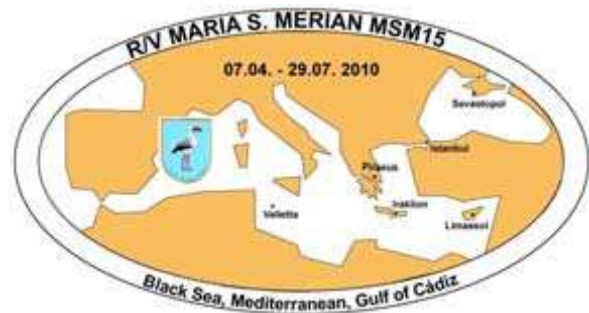 R/V MARIA S. MERIAN MSM15
07.04. - 29.07. 2010
Sevastopol
Istanbul
Piraeus
Iraklion
Limassol
Valletta
Black Sea, Mediterranean, Gulf of Cádiz